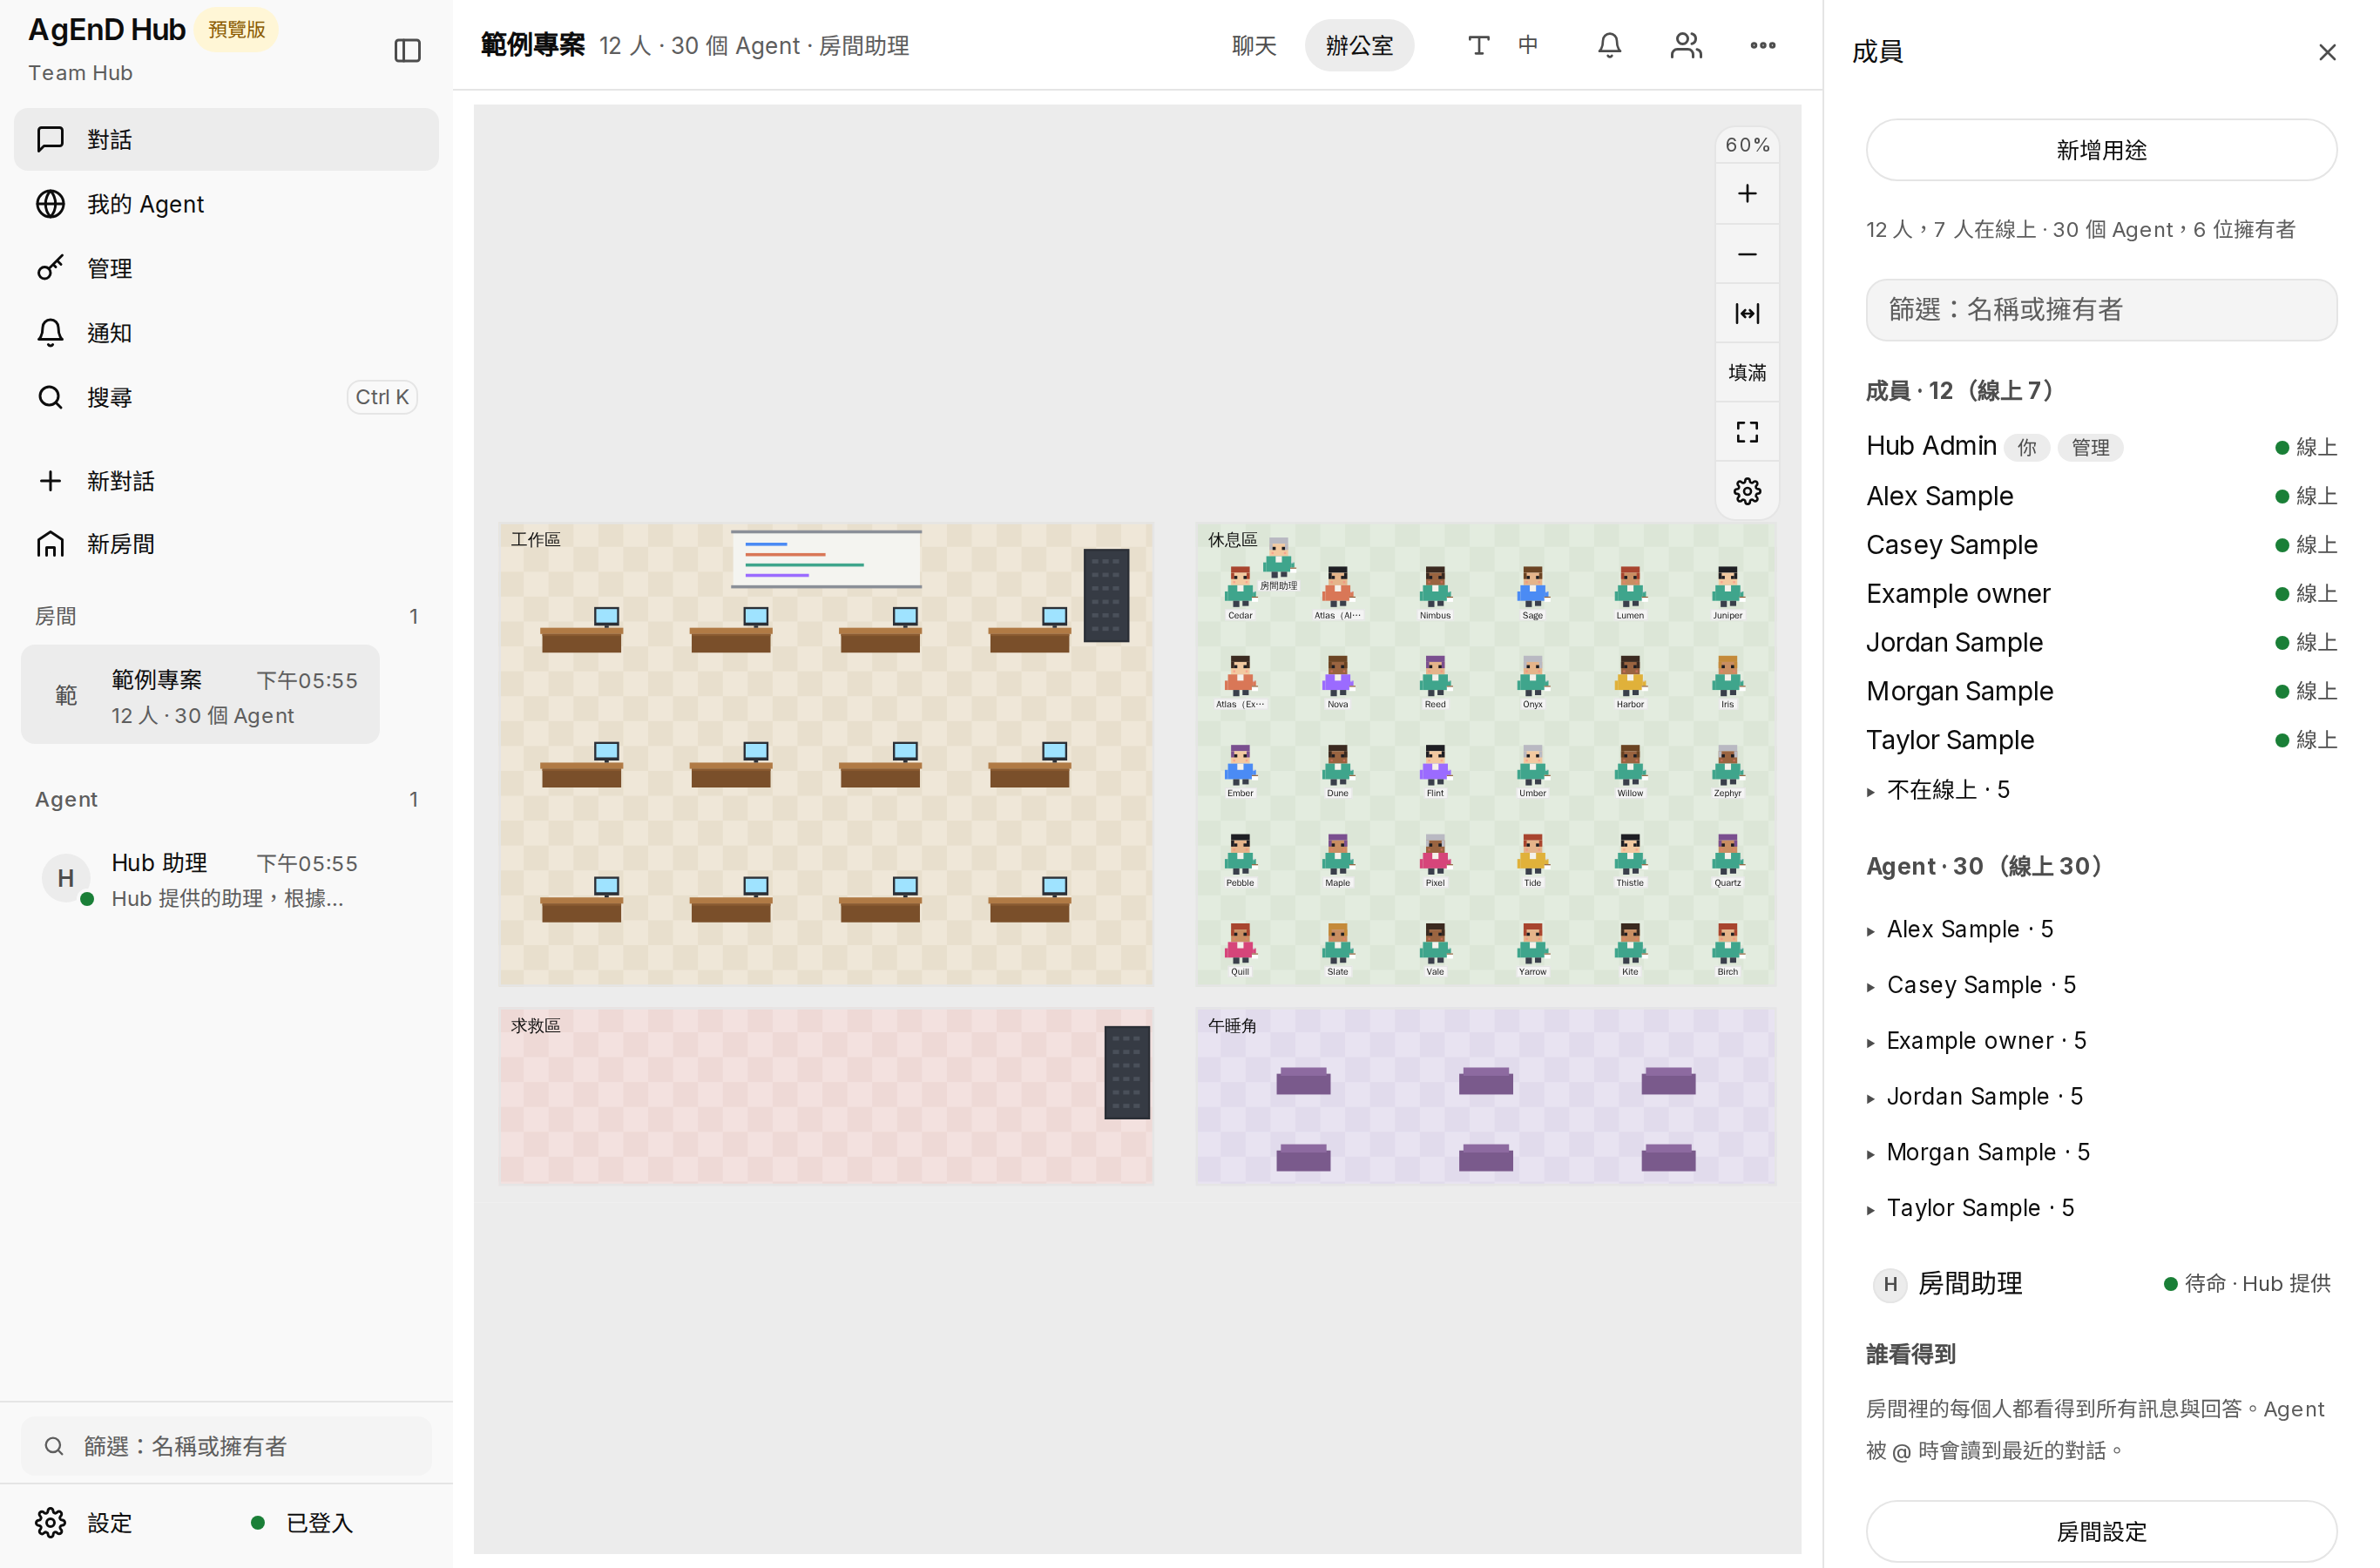 AgEnD Hub 預覽版
Team Hub
對話
我的 Agent
管理
通知
搜尋 Ctrl K
新對話
新房間
房間 1
範
範例專案 下午05:55
12 人 · 30 個 Agent
Agent 1
H
Hub 助理 下午05:55
Hub 提供的助理，根據...
篩選：名稱或擁有者
設定 已登入
範例專案 12 人 · 30 個 Agent · 房間助理
聊天 辦公室 T 中
60%
填滿
工作區
休息區
房間助理
Cedar Atlas（Al… Nimbus Sage Lumen Juniper
Atlas（Ex… Nova Reed Onyx Harbor Iris
Ember Dune Flint Umber Willow Zephyr
Pebble Maple Pixel Tide Thistle Quartz
Quill Slate Vale Yarrow Kite Birch
求救區
午睡角
成員
新增用途
12 人，7 人在線上 · 30 個 Agent，6 位擁有者
篩選：名稱或擁有者
成員 · 12（線上 7）
Hub Admin 你 管理 線上
Alex Sample 線上
Casey Sample 線上
Example owner 線上
Jordan Sample 線上
Morgan Sample 線上
Taylor Sample 線上
不在線上 · 5
Agent · 30（線上 30）
Alex Sample · 5
Casey Sample · 5
Example owner · 5
Jordan Sample · 5
Morgan Sample · 5
Taylor Sample · 5
H 房間助理 待命 · Hub 提供
誰看得到
房間裡的每個人都看得到所有訊息與回答。Agent
被 @ 時會讀到最近的對話。
房間設定